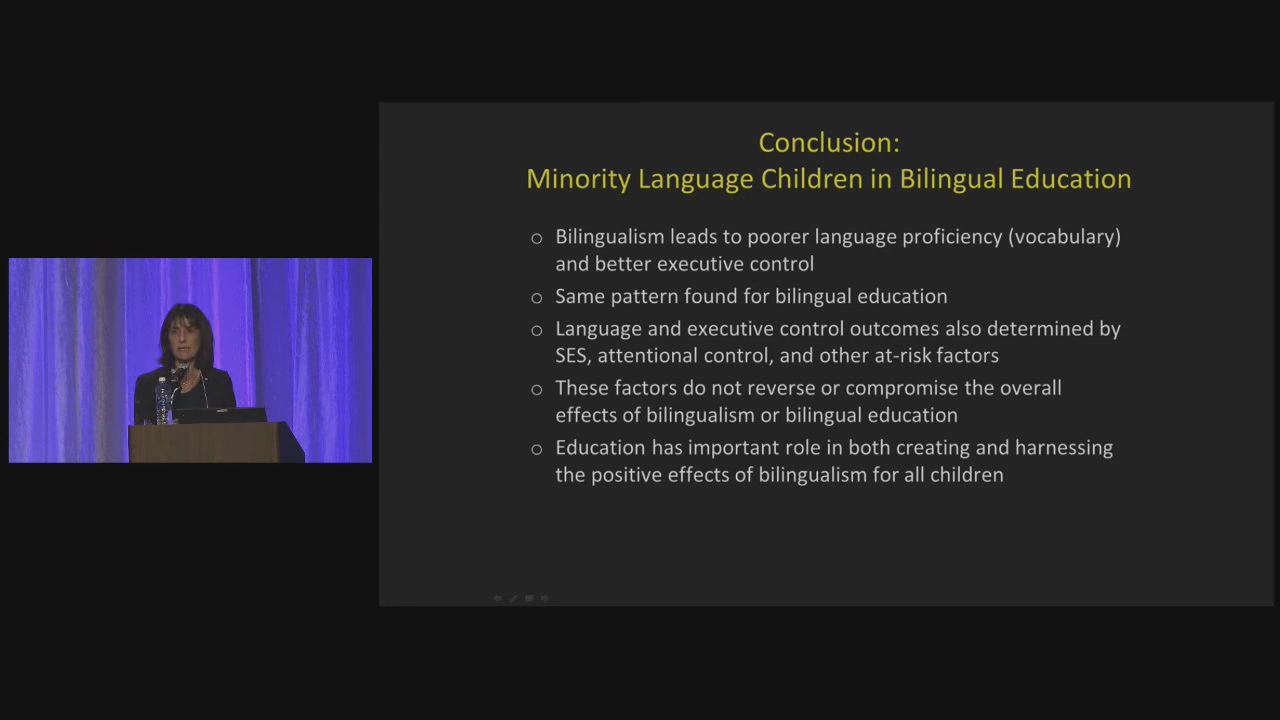 Conclusion:
Minority Language Children in Bilingual Education
○ Bilingualism leads to poorer language proficiency (vocabulary)
and better executive control
○ Same pattern found for bilingual education
○ Language and executive control outcomes also determined by
SES, attentional control, and other at-risk factors
○ These factors do not reverse or compromise the overall
effects of bilingualism or bilingual education
○ Education has important role in both creating and harnessing
the positive effects of bilingualism for all children